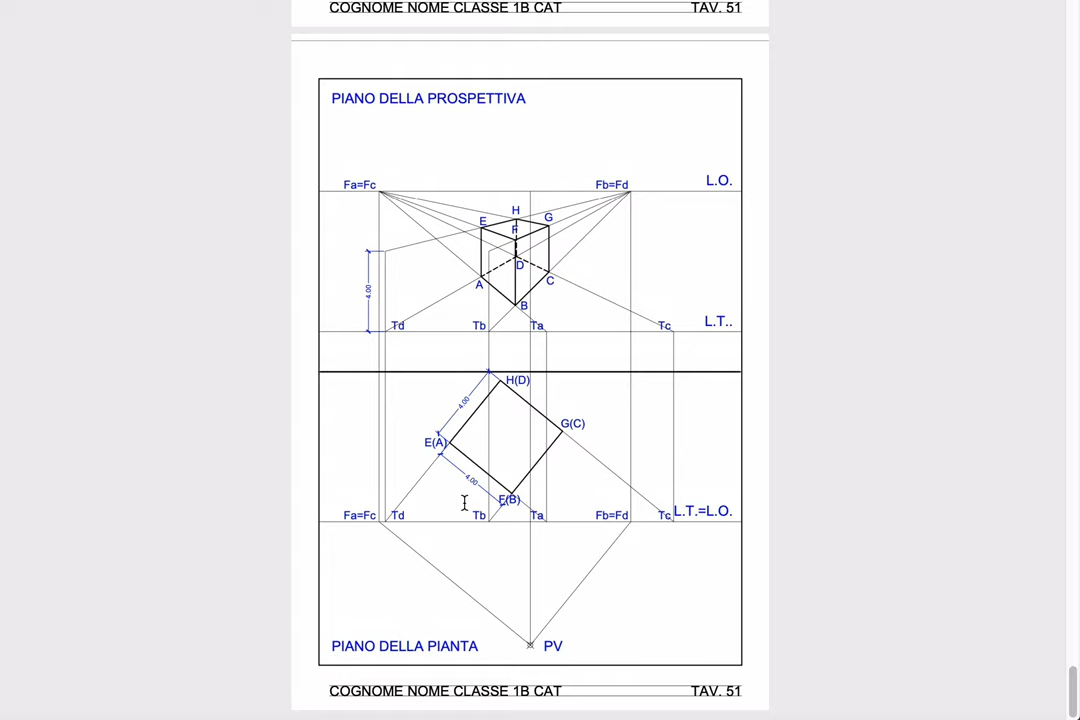 COGNOME NOME CLASSE 1B CAT TAV. 51
PIANO DELLA PROSPETTIVA
Fa=Fc Fb=Fd L.O.
H
E G
F
D
A C
4.00
B
Td Tb Ta Tc L.T..
H(D)
4.00
G(C)
E(A)
4.00
F(B)
Fa=Fc Td Tb Ta Fb=Fd Tc L.T.=L.O.
PIANO DELLA PIANTA PV
COGNOME NOME CLASSE 1B CAT TAV. 51